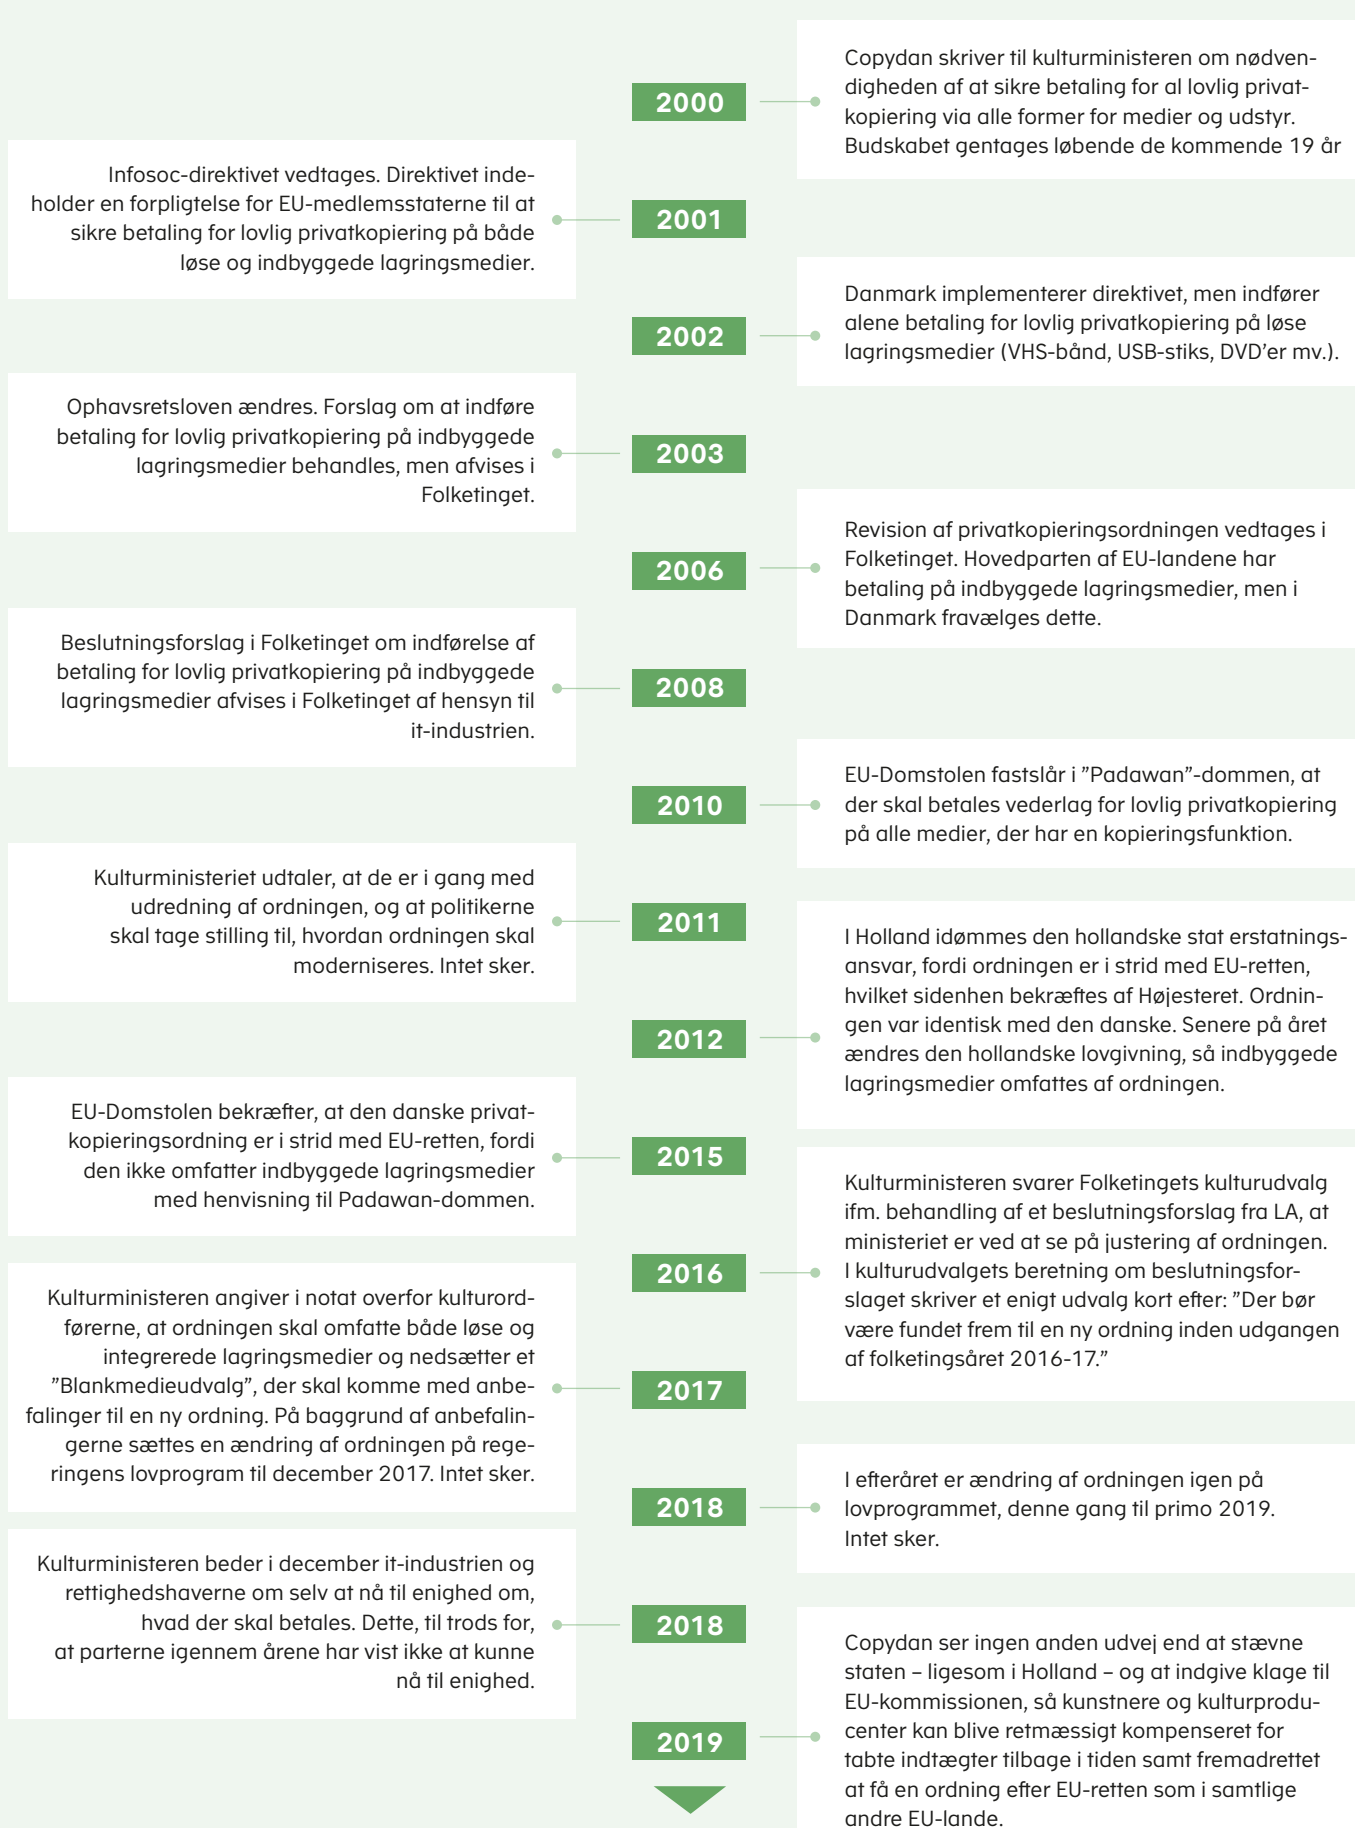 2000
Copydan skriver til kulturministeren om nødven-
digheden af at sikre betaling for al lovlig privat-
kopiering via alle former for medier og udstyr.
Budskabet gentages løbende de kommende 19 år
Infosoc-direktivet vedtages. Direktivet inde-
holder en forpligtelse for EU-medlemsstaterne til at
sikre betaling for lovlig privatkopiering på både
løse og indbyggede lagringsmedier.
2001
2002
Danmark implementerer direktivet, men indfører
alene betaling for lovlig privatkopiering på løse
lagringsmedier (VHS-bånd, USB-stiks, DVD’er mv.).
Ophavsretsloven ændres. Forslag om at indføre
betaling for lovlig privatkopiering på indbyggede
lagringsmedier behandles, men afvises i
Folketinget.
2003
2006
Revision af privatkopieringsordningen vedtages i
Folketinget. Hovedparten af EU-landene har
betaling på indbyggede lagringsmedier, men i
Danmark fravælges dette.
Beslutningsforslag i Folketinget om indførelse af
betaling for lovlig privatkopiering på indbyggede
lagringsmedier afvises i Folketinget af hensyn til
it-industrien.
2008
2010
EU-Domstolen fastslår i ”Padawan”-dommen, at
der skal betales vederlag for lovlig privatkopiering
på alle medier, der har en kopieringsfunktion.
Kulturministeriet udtaler, at de er i gang med
udredning af ordningen, og at politikerne
skal tage stilling til, hvordan ordningen skal
moderniseres. Intet sker.
2011
2012
I Holland idømmes den hollandske stat erstatnings-
ansvar, fordi ordningen er i strid med EU-retten,
hvilket sidenhen bekræftes af Højesteret. Ordnin-
gen var identisk med den danske. Senere på året
ændres den hollandske lovgivning, så indbyggede
lagringsmedier omfattes af ordningen.
EU-Domstolen bekræfter, at den danske privat-
kopieringsordning er i strid med EU-retten, fordi
den ikke omfatter indbyggede lagringsmedier
med henvisning til Padawan-dommen.
2015
2016
Kulturministeren svarer Folketingets kulturudvalg
ifm. behandling af et beslutningsforslag fra LA, at
ministeriet er ved at se på justering af ordningen.
I kulturudvalgets beretning om beslutningsfor-
slaget skriver et enigt udvalg kort efter: ”Der bør
være fundet frem til en ny ordning inden udgangen
af folketingsåret 2016-17.”
Kulturministeren angiver i notat overfor kulturord-
førerne, at ordningen skal omfatte både løse og
integrerede lagringsmedier og nedsætter et
”Blankmedieudvalg”, der skal komme med anbe-
falinger til en ny ordning. På baggrund af anbefalin-
gerne sættes en ændring af ordningen på rege-
ringens lovprogram til december 2017. Intet sker.
2017
2018
I efteråret er ændring af ordningen igen på
lovprogrammet, denne gang til primo 2019.
Intet sker.
Kulturministeren beder i december it-industrien og
rettighedshaverne om selv at nå til enighed om,
hvad der skal betales. Dette, til trods for,
at parterne igennem årene har vist ikke at kunne
nå til enighed.
2018
2019
Copydan ser ingen anden udvej end at stævne
staten – ligesom i Holland – og at indgive klage til
EU-kommissionen, så kunstnere og kulturprodu-
center kan blive retmæssigt kompenseret for
tabte indtægter tilbage i tiden samt fremadrettet
at få en ordning efter EU-retten som i samtlige
andre EU-lande.